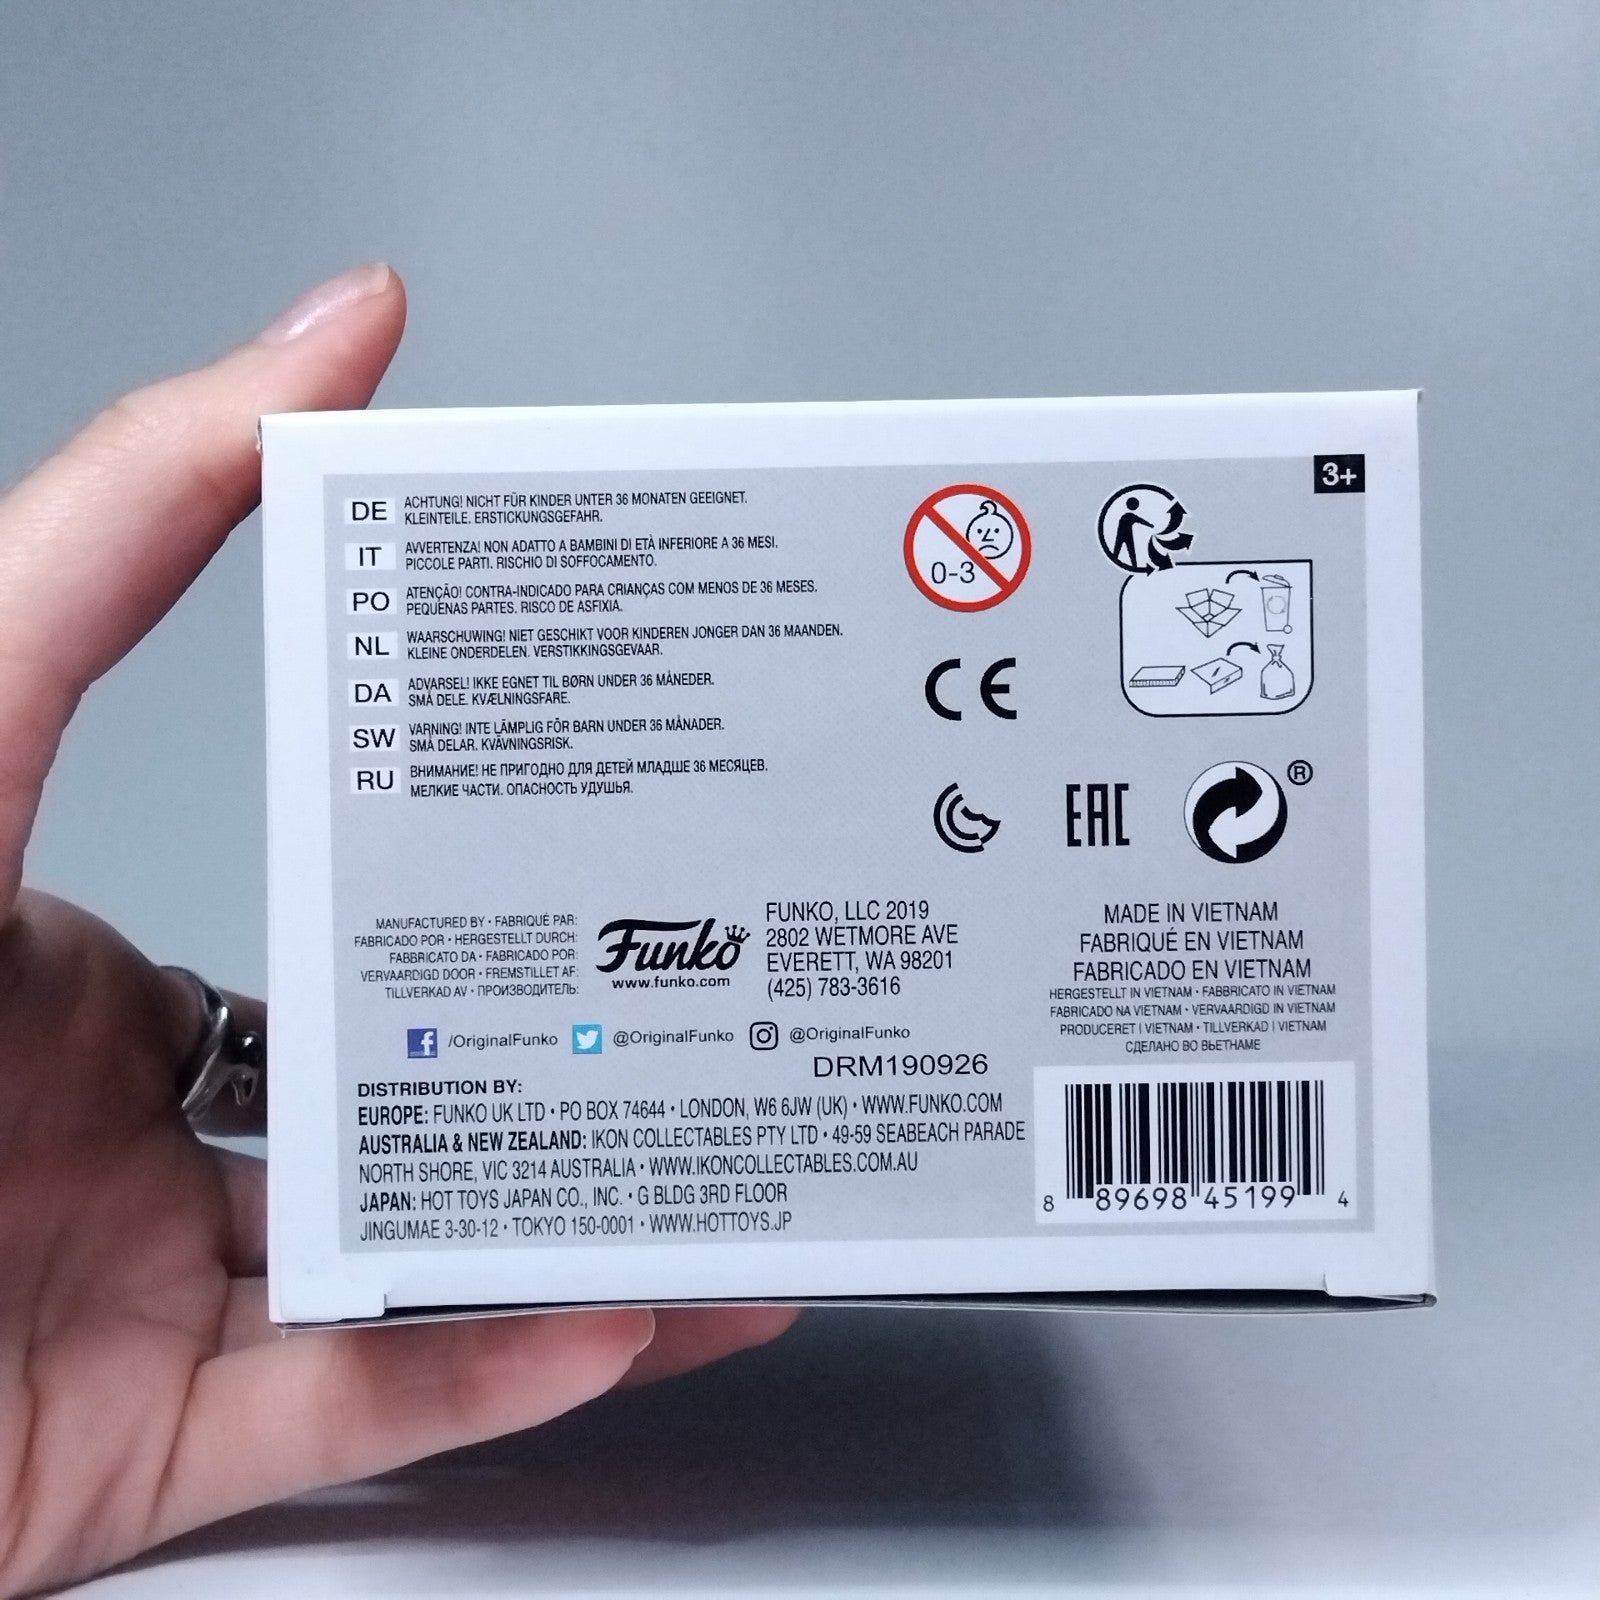 3+
DE ACHTUNG! NICHT FÜR KINDER UNTER 36 MONATEN GEEIGNET.
KLEINTEILE. ERSTICKUNGSGEFAHR.
IT AVVERTENZA! NON ADATTO A BAMBINI DI ETÀ INFERIORE A 36 MESI.
PICCOLE PARTI. RISCHIO DI SOFFOCAMENTO.
PO ATENÇÃO! CONTRA-INDICADO PARA CRIANÇAS COM MENOS DE 36 MESES.
PEQUENAS PARTES. RISCO DE ASFIXIA.
NL WAARSCHUWING! NIET GESCHIKT VOOR KINDEREN JONGER DAN 36 MAANDEN.
KLEINE ONDERDELEN. VERSTIKKINGSGEVAAR.
DA ADVARSEL! IKKE EGNET TIL BØRN UNDER 36 MÅNEDER.
SMÅ DELE. KVÆLNINGSFARE.
SW VARNING! INTE LÄMPLIG FÖR BARN UNDER 36 MÅNADER.
SMÅ DELAR. KVÄVNINGSRISK.
RU ВНИМАНИЕ! НЕ ПРИГОДНО ДЛЯ ДЕТЕЙ МЛАДШЕ 36 МЕСЯЦЕВ.
МЕЛКИЕ ЧАСТИ. ОПАСНОСТЬ УДУШЬЯ.
0-3
CE
EAC
®
MANUFACTURED BY • FABRIQUÉ PAR:
FABRICADO POR • HERGESTELLT DURCH:
FABBRICATO DA • FABRICADO POR:
VERVAARDIGD DOOR • FREMSTILLET AF:
TILLVERKAD AV • ПРОИЗВОДИТЕЛЬ:
Funko
www.funko.com
FUNKO, LLC 2019
2802 WETMORE AVE
EVERETT, WA 98201
(425) 783-3616
MADE IN VIETNAM
FABRIQUÉ EN VIETNAM
FABRICADO EN VIETNAM
HERGESTELLT IN VIETNAM • FABBRICATO IN VIETNAM
FABRICADO NA VIETNAM • VERVAARDIGD IN VIETNAM
PRODUCERET I VIETNAM • TILLVERKAD I VIETNAM
СДЕЛАНО ВО ВЬЕТНАМЕ
f /OriginalFunko @OriginalFunko @OriginalFunko
DRM190926
DISTRIBUTION BY:
EUROPE: FUNKO UK LTD • PO BOX 74644 • LONDON, W6 6JW (UK) • WWW.FUNKO.COM
AUSTRALIA & NEW ZEALAND: IKON COLLECTABLES PTY LTD • 49-59 SEABEACH PARADE
NORTH SHORE, VIC 3214 AUSTRALIA • WWW.IKONCOLLECTABLES.COM.AU
JAPAN: HOT TOYS JAPAN CO., INC. • G BLDG 3RD FLOOR
JINGUMAE 3-30-12 • TOKYO 150-0001 • WWW.HOTTOYS.JP
8 89698 45199 4